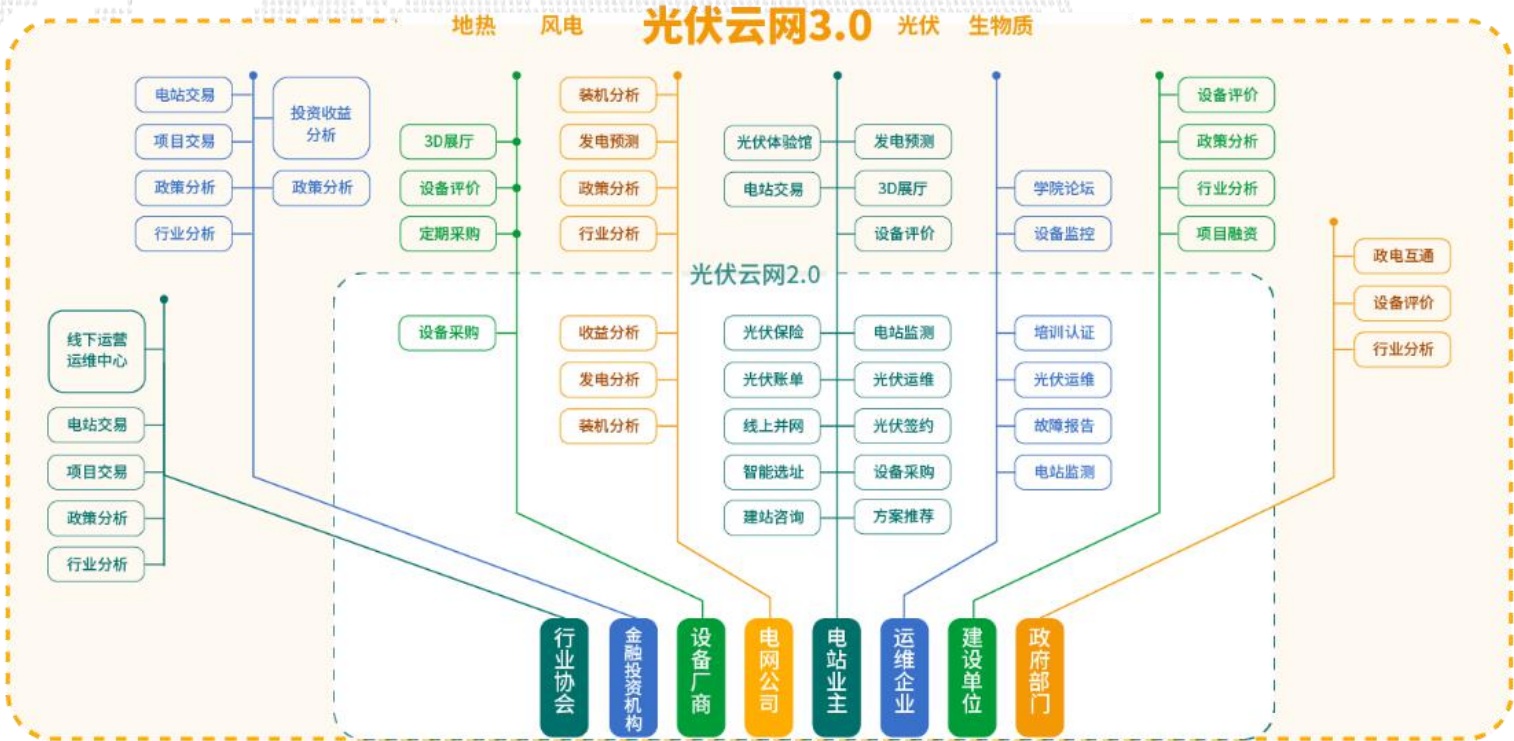 地热 风电 光伏云网3.0 光伏 生物质
电站交易
项目交易
政策分析
行业分析
投资收益
分析
政策分析
3D展厅
设备评价
定期采购
装机分析
发电预测
政策分析
行业分析
光伏体验馆
电站交易
发电预测
3D展厅
设备评价
学院论坛
设备监控
设备评价
政策分析
行业分析
项目融资
政电互通
设备评价
行业分析
光伏云网2.0
线下运营
运维中心
电站交易
项目交易
政策分析
行业分析
设备采购
收益分析
发电分析
装机分析
光伏保险
光伏账单
线上并网
智能选址
建站咨询
电站监测
光伏运维
光伏签约
设备采购
方案推荐
培训认证
光伏运维
故障报告
电站监测
行业协会
金融投资机构
设备厂商
电网公司
电站业主
运维企业
建设单位
政府部门